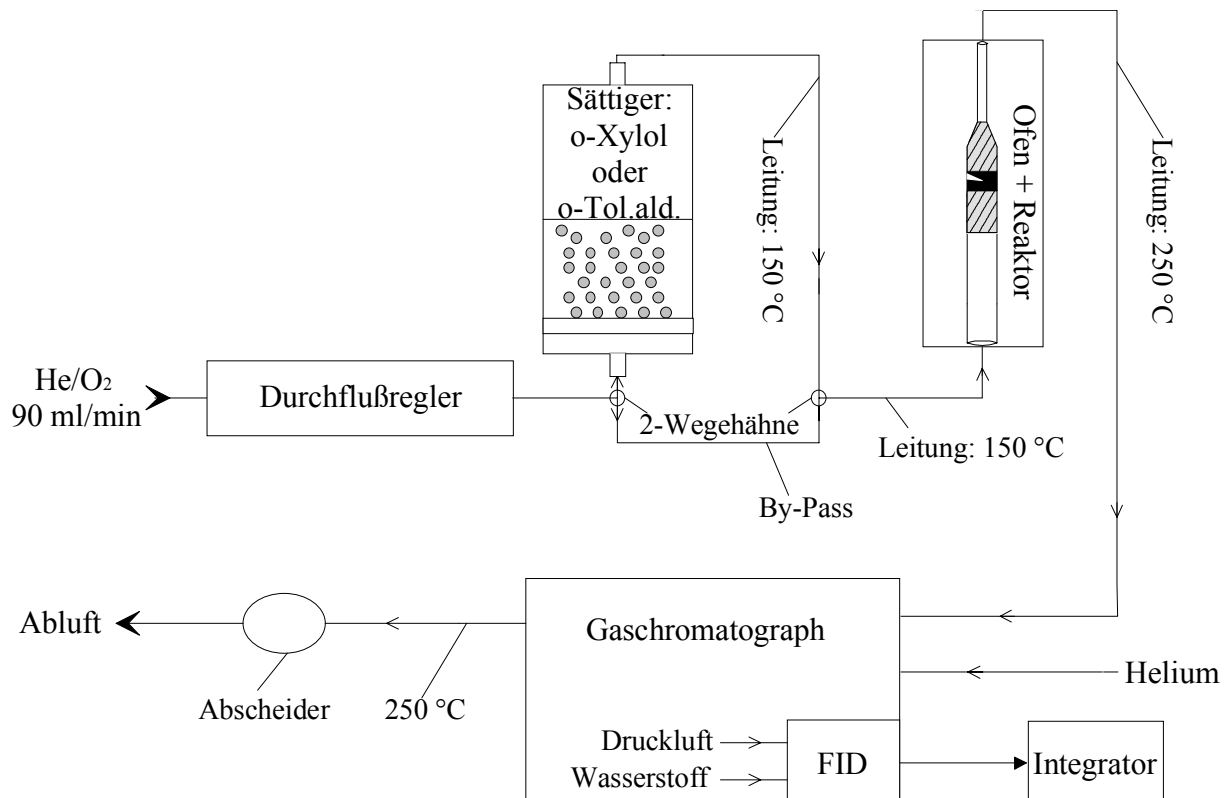 Sättiger:
o-Xylol
oder
o-Tol.ald.
Leitung: 150 °C
Ofen + Reaktor
Leitung: 250 °C
He/O2
90 ml/min
Durchflußregler
2-Wegehähne
Leitung: 150 °C
By-Pass
Abluft
Abscheider
250 °C
Gaschromatograph
Helium
Druckluft
Wasserstoff
FID
Integrator